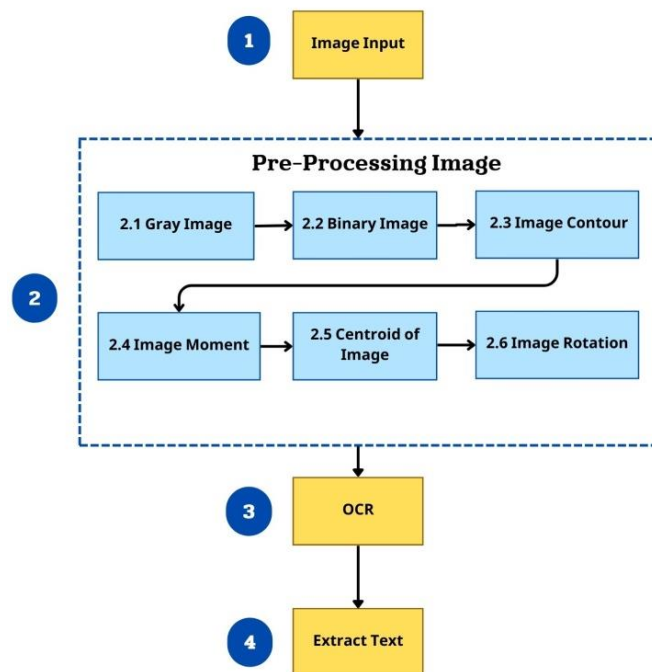 1
Image Input
Pre-Processing Image
2.1 Gray Image
2.2 Binary Image
2.3 Image Contour
2
2.4 Image Moment
2.5 Centroid of
Image
2.6 Image Rotation
3
OCR
4
Extract Text